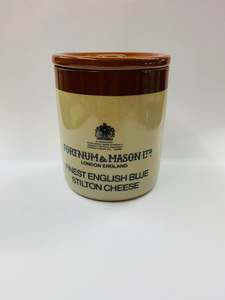 FORTNUM & MASON LTD
LONDON ENGLAND
FINEST ENGLISH BLUE
STILTON CHEESE